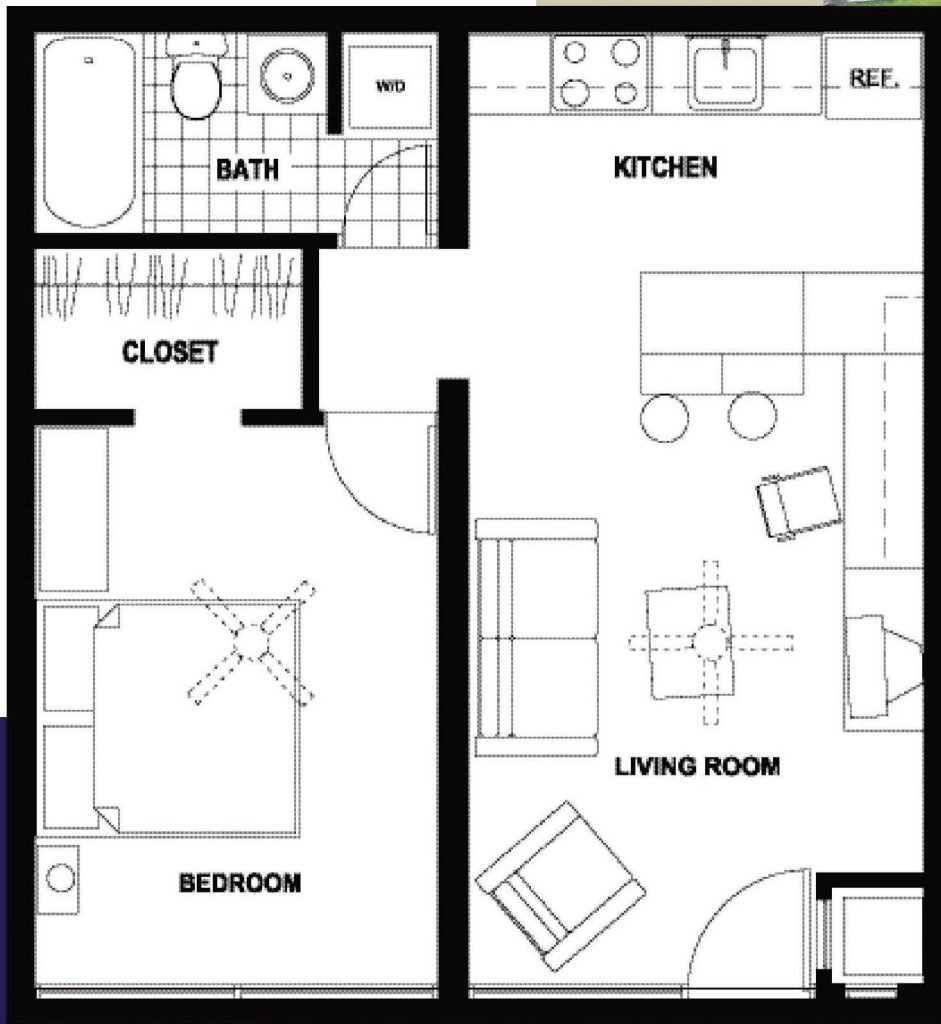 W/D
REF.
BATH
KITCHEN
CLOSET
LIVING ROOM
BEDROOM